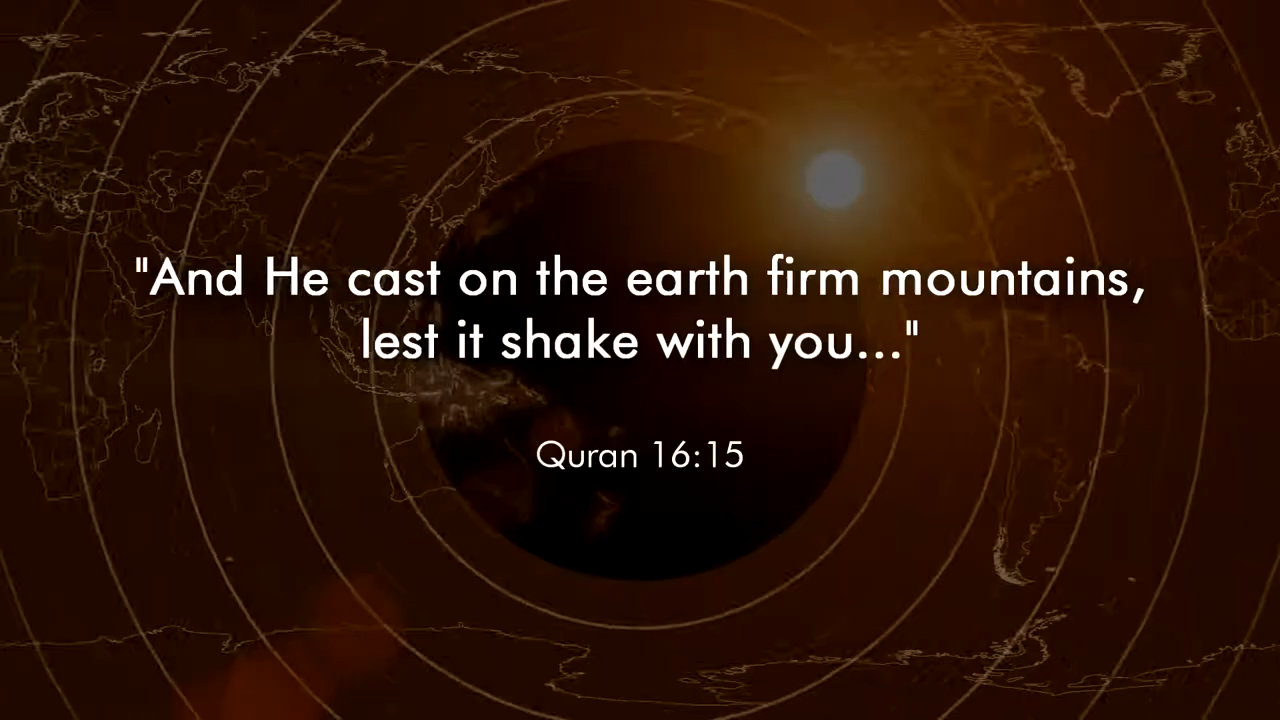 "And He cast on the earth firm mountains,
lest it shake with you..."
Quran 16:15